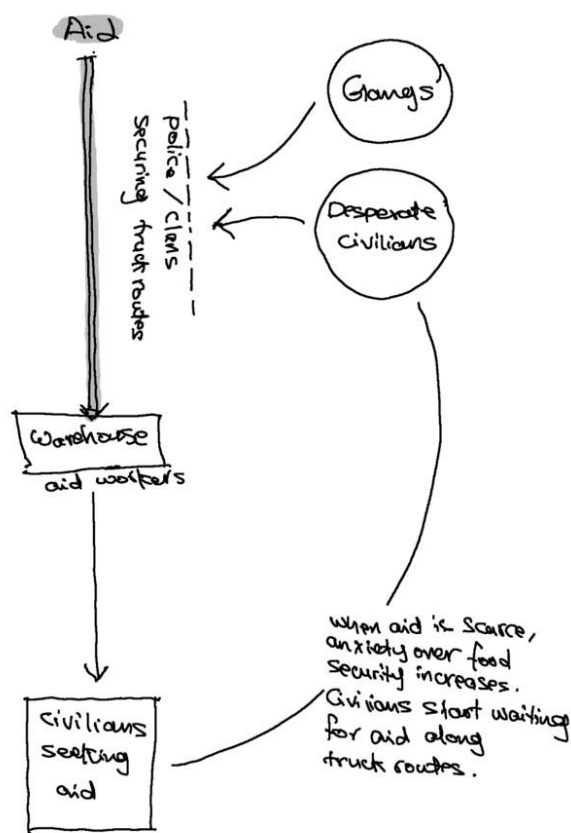 Aid
Gangs
police / clans
securing truck routes
Desperate
civilians
warehouse
aid workers
when aid is scarce,
anxiety over food
security increases.
Civilians start waiting
for aid along
truck routes.
civilians
seeking
aid